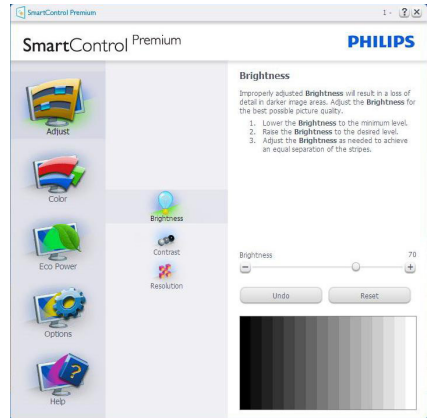 SmartControl Premium
1 - ? ×
SmartControl Premium
PHILIPS
Adjust
Color
Eco Power
Options
Help
Brightness
Contrast
Resolution
Brightness
Improperly adjusted Brightness will result in a loss of
detail in darker image areas. Adjust the Brightness for
the best possible picture quality.
1. Lower the Brightness to the minimum level.
2. Raise the Brightness to the desired level.
3. Adjust the Brightness as needed to achieve
an equal separation of the stripes.
Brightness 70
Undo Reset